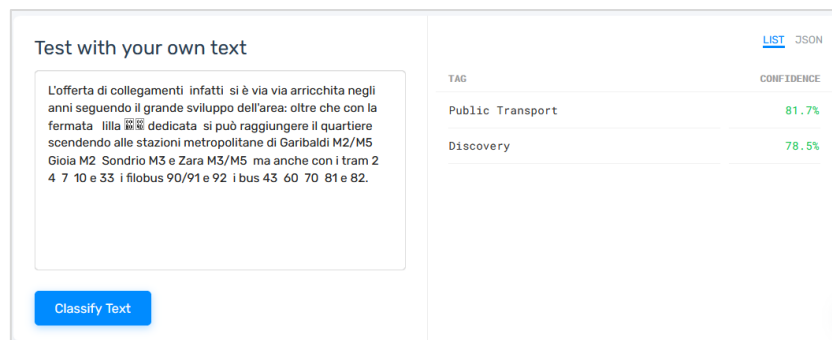 Test with your own text
LIST JSON
L'offerta di collegamenti infatti si è via via arricchita negli
anni seguendo il grande sviluppo dell'area: oltre che con la
fermata lilla dedicata si può raggiungere il quartiere
scendendo alle stazioni metropolitane di Garibaldi M2/M5
Gioia M2 Sondrio M3 e Zara M3/M5 ma anche con i tram 2
4 7 10 e 33 i filobus 90/91 e 92 i bus 43 60 70 81 e 82.
Classify Text
TAG CONFIDENCE
Public Transport 81.7%
Discovery 78.5%